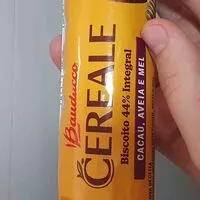 Bauducco
CEREALE
Biscoito 44% Integral
CACAU, AVEIA E MEL